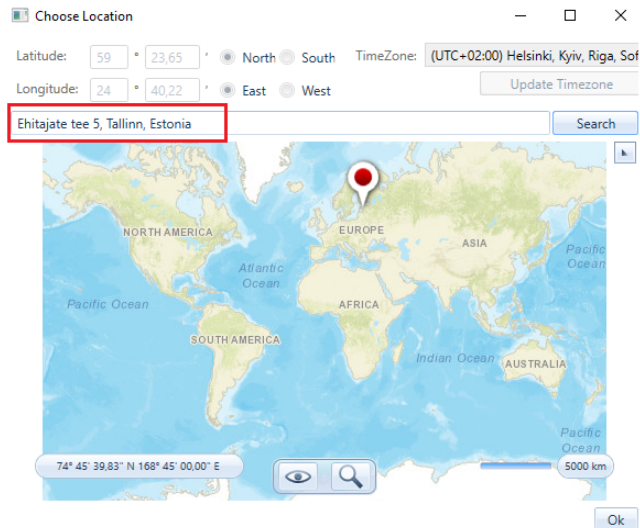 Choose Location
Latitude: 59 ° 23,65 ′ North South TimeZone: (UTC+02:00) Helsinki, Kyiv, Riga, Sof
Longitude: 24 ° 40,22 ′ East West Update Timezone
Ehitajate tee 5, Tallinn, Estonia Search
NORTH AMERICA EUROPE ASIA Pacific Ocean
Atlantic Ocean
Pacific Ocean AFRICA
SOUTH AMERICA Indian Ocean AUSTRALIA
Pacific Ocean
74° 45' 39,83" N 168° 45' 00,00" E 5000 km
Ok